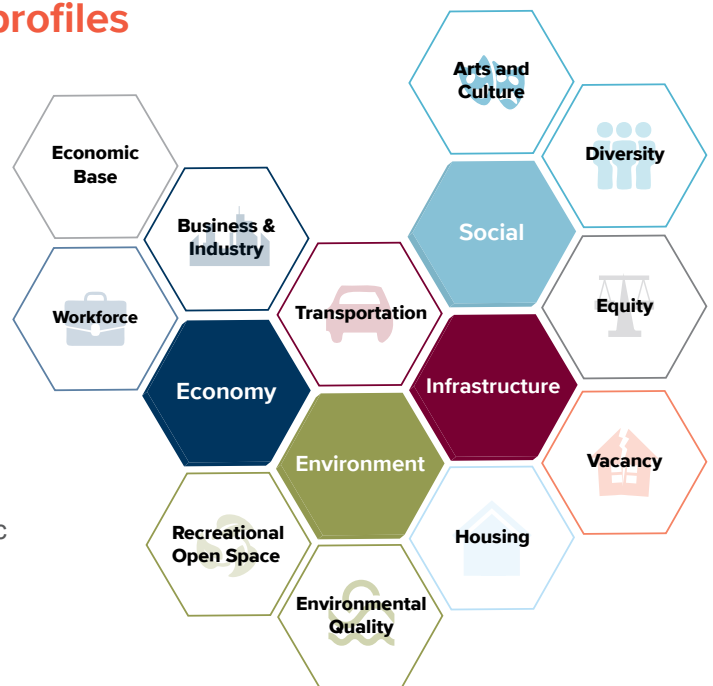 profiles
Arts and
Culture
Economic
Base
Diversity
Business &
Industry
Social
Workforce
Transportation
Equity
Economy
Infrastructure
Environment
Vacancy
Recreational
Open Space
Housing
Environmental
Quality
c